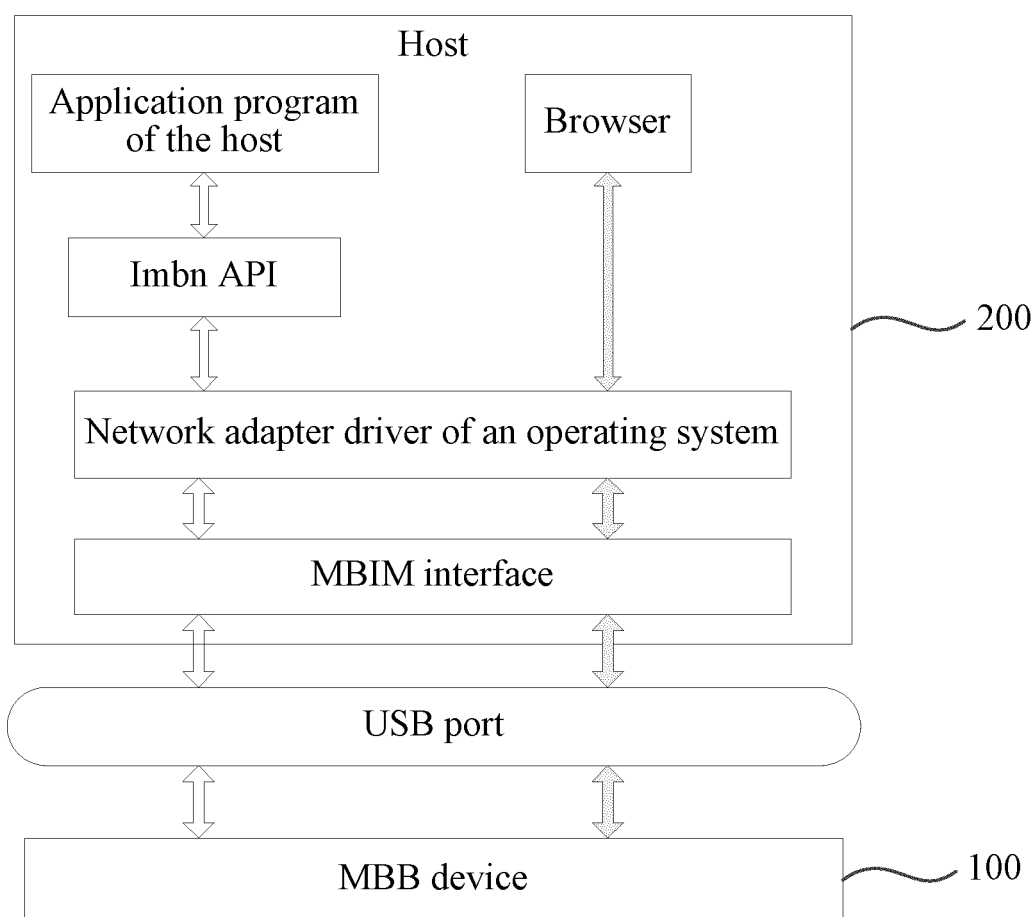 Host
Application program
of the host
Browser
Imbn API
200
Network adapter driver of an operating system
MBIM interface
USB port
MBB device
100